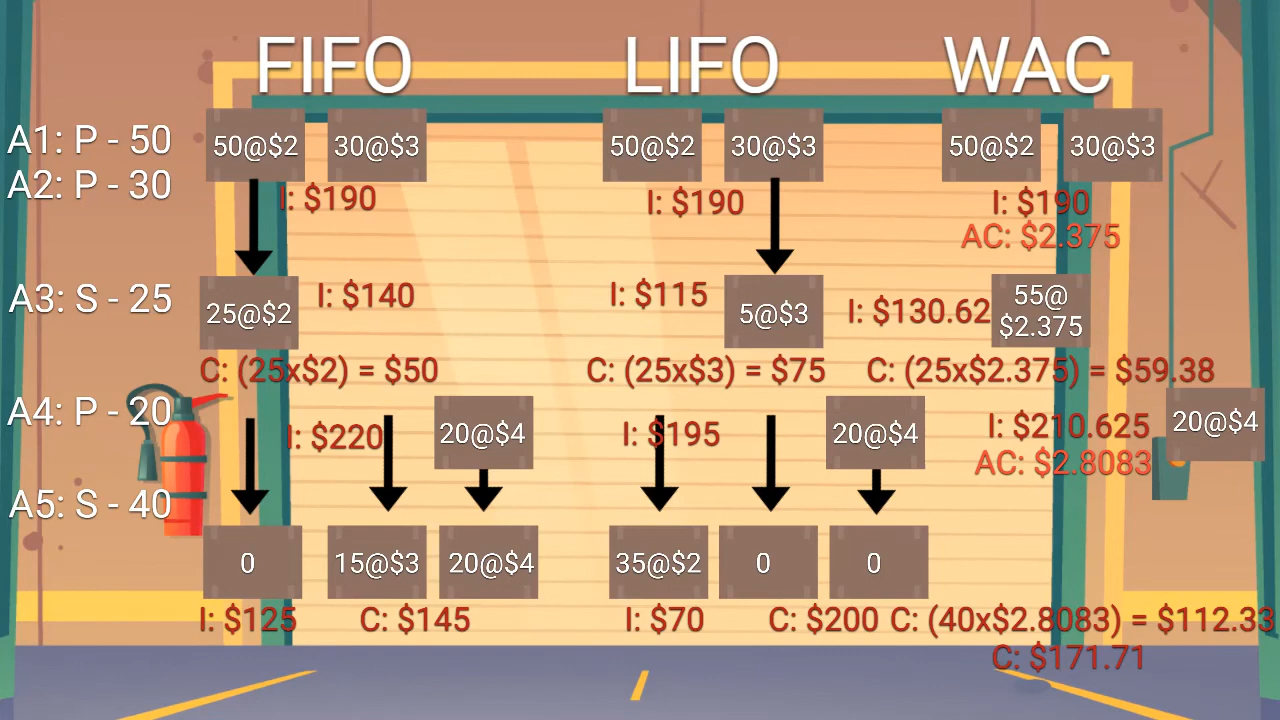 FIFO LIFO WAC
A1: P - 50 50@$2 30@$3 50@$2 30@$3 50@$2 30@$3
A2: P - 30 I: $190 I: $190 I: $190
AC: $2.375
A3: S - 25 25@$2 I: $140 I: $115 5@$3 I: $130.62 55@
$2.375
C: (25x$2) = $50 C: (25x$3) = $75 C: (25x$2.375) = $59.38
A4: P - 20 I: $220 20@$4 I: $195 20@$4 I: $210.625 20@$4
AC: $2.8083
A5: S - 40
0 15@$3 20@$4 35@$2 0 0
I: $125 C: $145 I: $70 C: $200 C: (40x$2.8083) = $112.33
C: $171.71